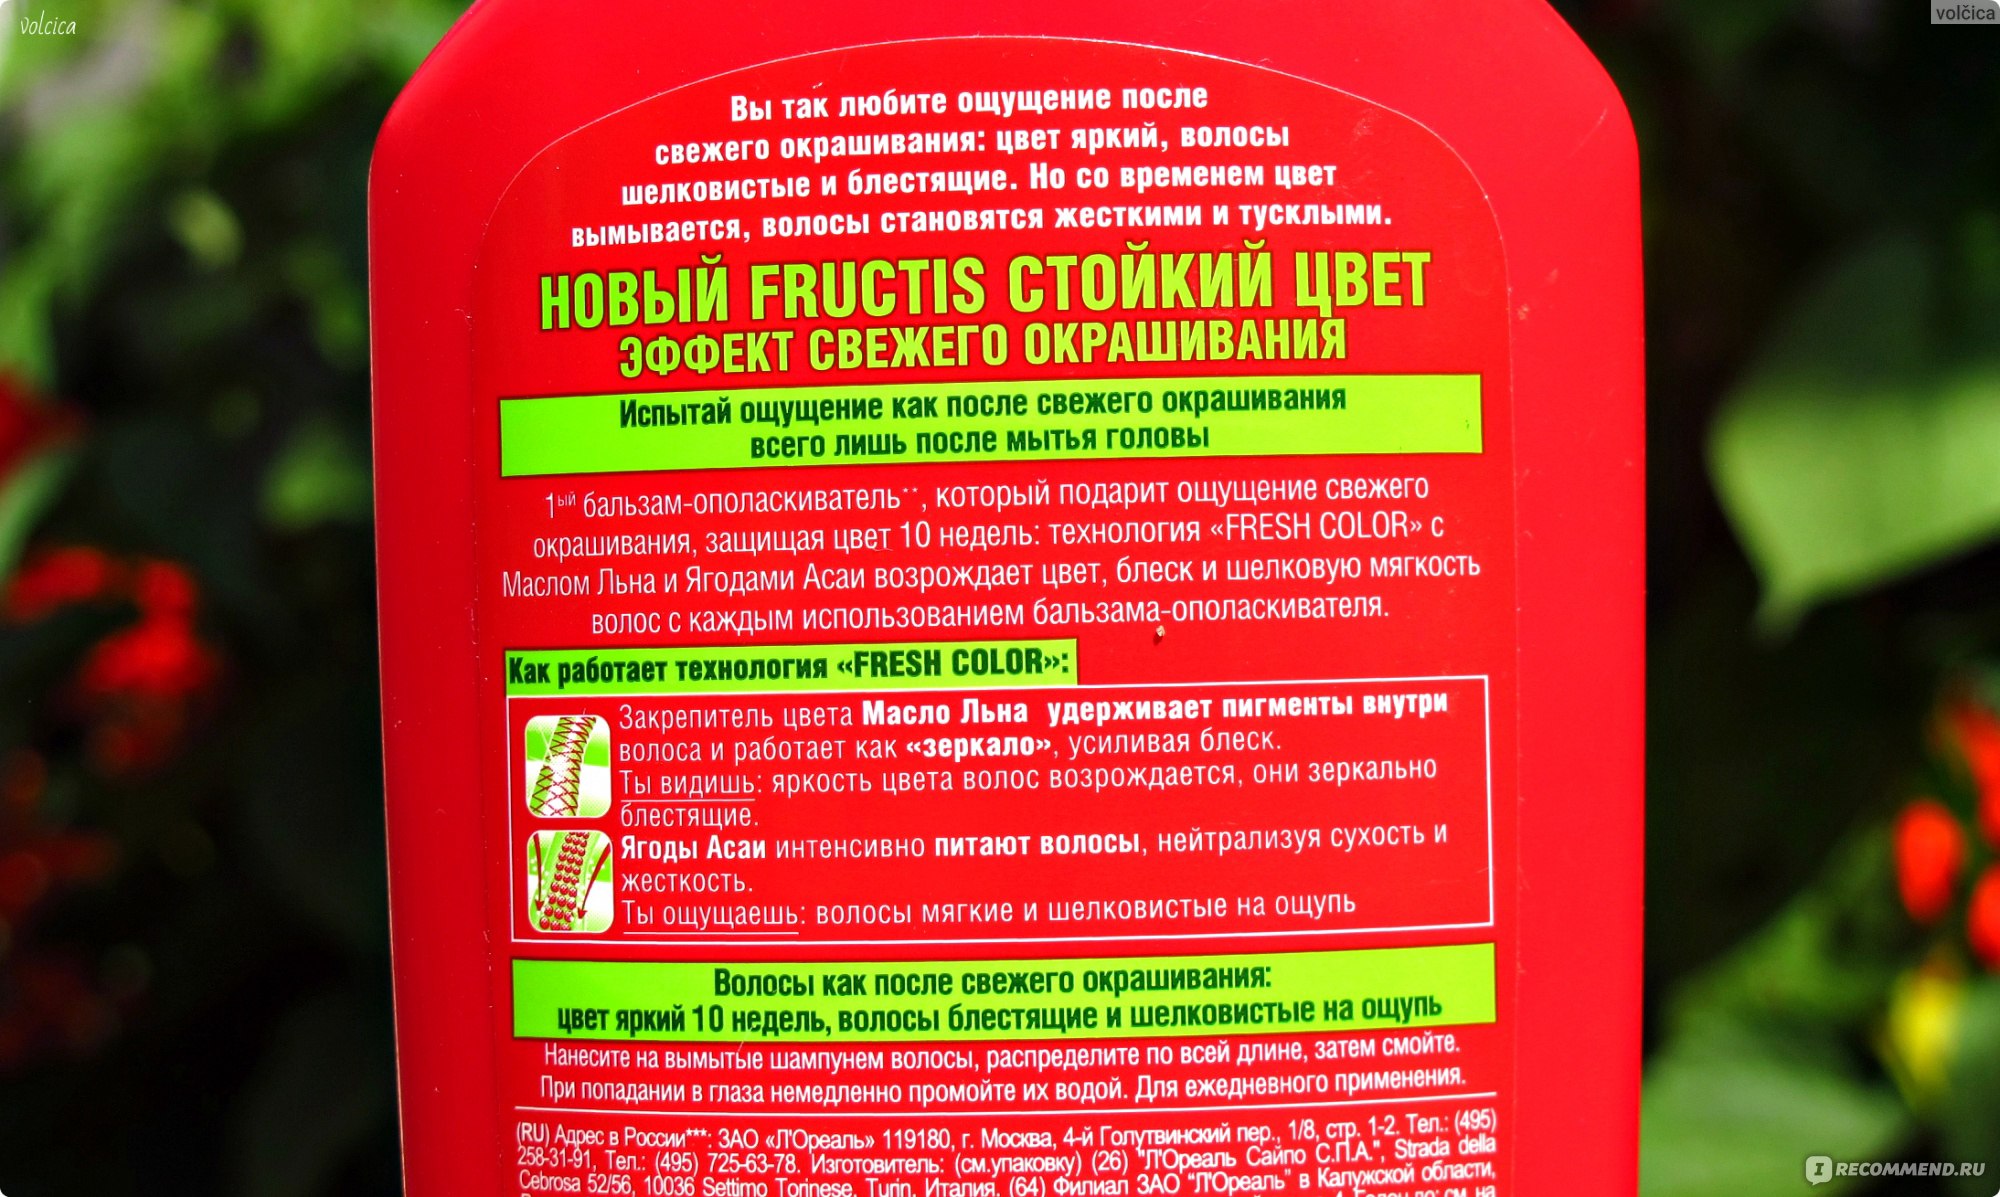 volcica
volčica
Вы так любите ощущение после
свежего окрашивания: цвет яркий, волосы
шелковистые и блестящие. Но со временем цвет
вымывается, волосы становятся жесткими и тусклыми.
НОВЫЙ FRUCTIS СТОЙКИЙ ЦВЕТ
ЭФФЕКТ СВЕЖЕГО ОКРАШИВАНИЯ
Испытай ощущение как после свежего окрашивания
всего лишь после мытья головы
1ый бальзам-ополаскиватель**, который подарит ощущение свежего
окрашивания, защищая цвет 10 недель: технология «FRESH COLOR» с
Маслом Льна и Ягодами Асаи возрождает цвет, блеск и шелковую мягкость
волос с каждым использованием бальзама-ополаскивателя.
Как работает технология «FRESH COLOR»:
Закрепитель цвета Масло Льна удерживает пигменты внутри
волоса и работает как «зеркало», усиливая блеск.
Ты видишь: яркость цвета волос возрождается, они зеркально
блестящие.
Ягоды Асаи интенсивно питают волосы, нейтрализуя сухость и
жесткость.
Ты ощущаешь: волосы мягкие и шелковистые на ощупь
Волосы как после свежего окрашивания:
цвет яркий 10 недель, волосы блестящие и шелковистые на ощупь
Нанесите на вымытые шампунем волосы, распределите по всей длине, затем смойте.
При попадании в глаза немедленно промойте их водой. Для ежедневного применения.
(RU) Адрес в России***: ЗАО «Л'Ореаль» 119180, г. Москва, 4-й Голутвинский пер., 1/8, стр. 1-2. Тел.: (495)
258-31-91, Тел.: (495) 725-63-78. Изготовитель: (см.упаковку) (26) "Л'Ореаль Сайпо С.П.А.", Strada della
Cebrosa 52/56, 10036 Settimo Torinese, Turin, Италия. (64) Филиал ЗАО "Л'Ореаль" в Калужской области,
I RECOMMEND.RU